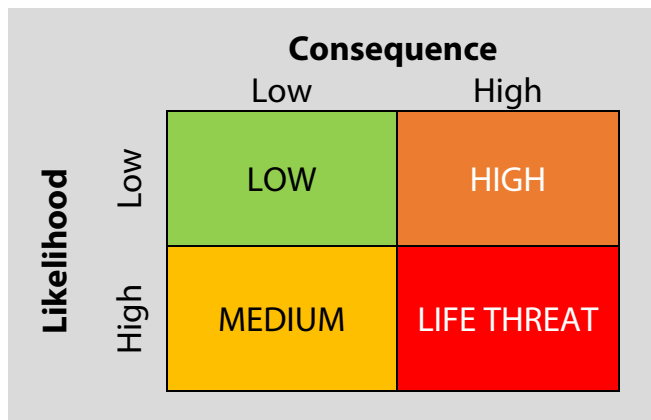 Consequence
Low High
Likelihood
Low
LOW HIGH
High
MEDIUM LIFE THREAT